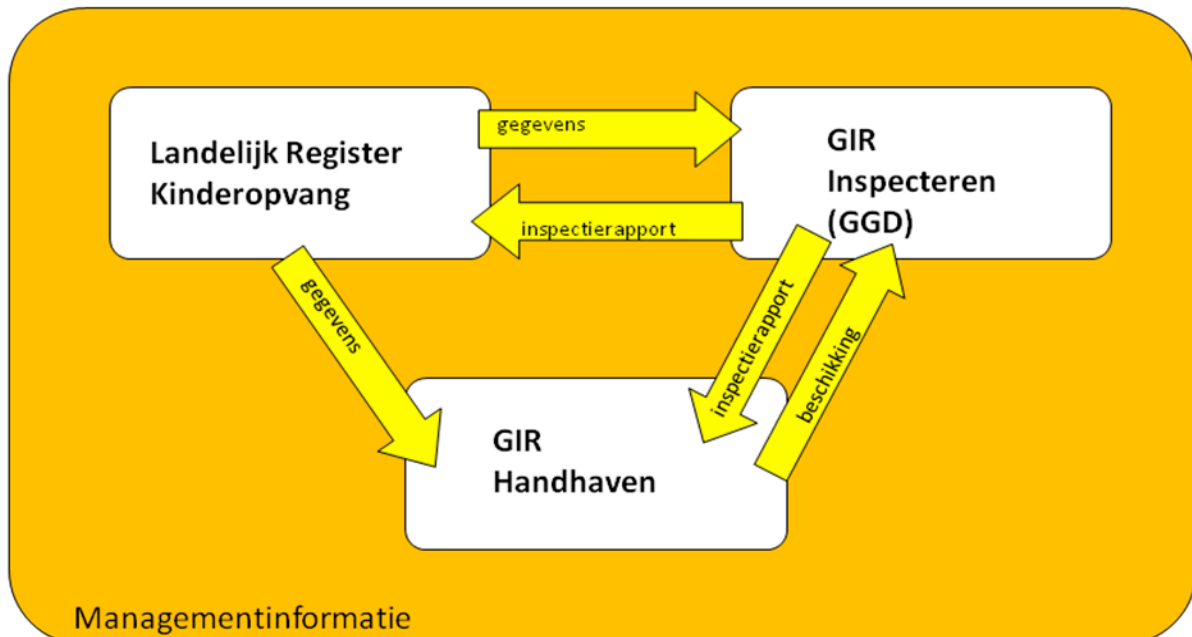 Landelijk Register
Kinderopvang
gegevens
inspectierapport
GIR
Inspecteren
(GGD)
gegevens
inspectierapport
beschikking
GIR
Handhaven
Managementinformatie